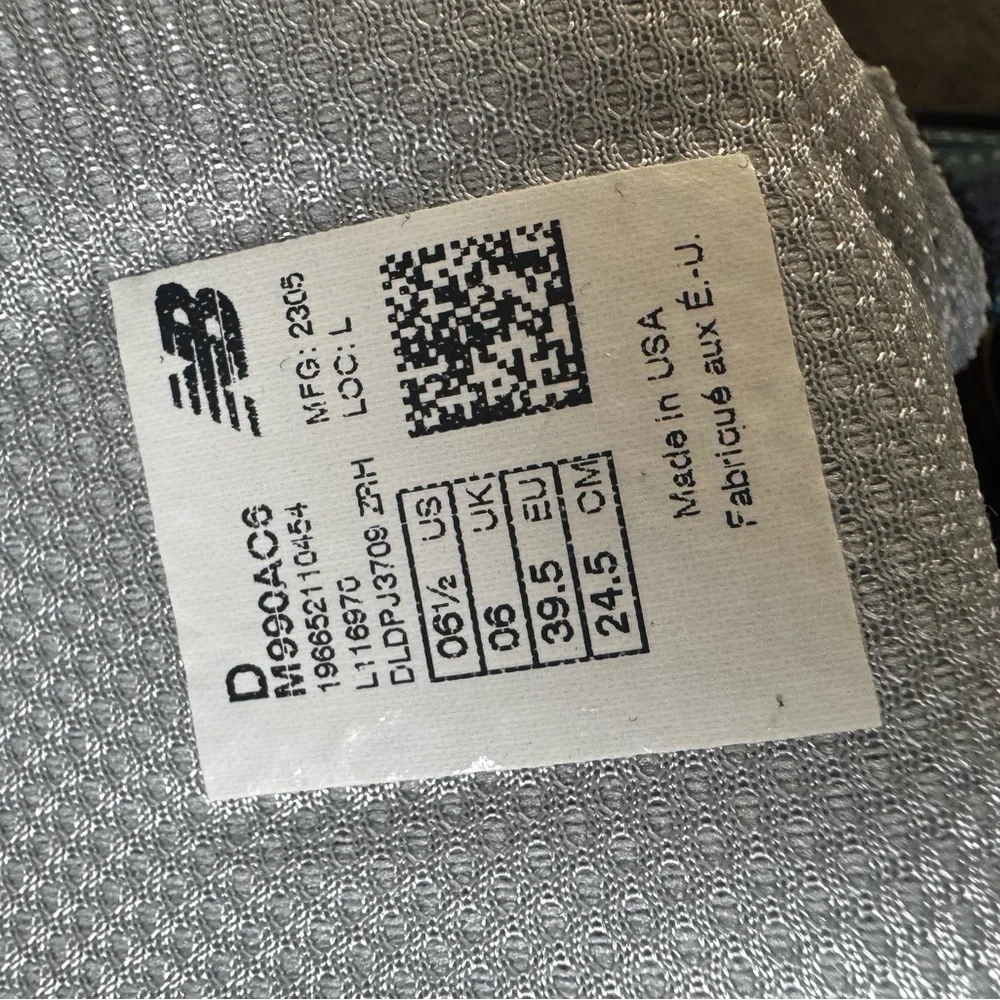 NB
MFG: 2305
LOC: L
D
M990AC6
196652110454
L116970
DLDPJ3709 ZRH
06½ US
06 UK
39.5 EU
24.5 CM
Made in USA
Fabriqué aux É.-U.